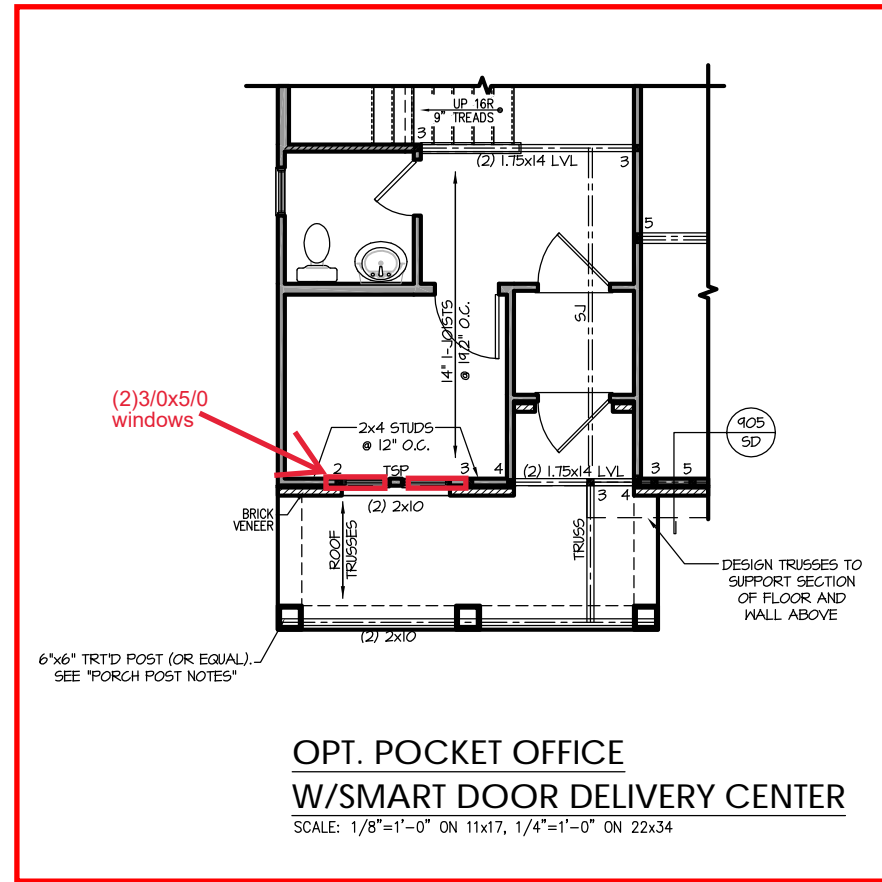 UP 16R
9" TREADS
3
(2) 1.75x14 LVL
3
5
14" I-JOISTS
@ 19.2" O.C.
SJ
(2)3/0x5/0
windows
2x4 STUDS
@ 12" O.C.
905
SD
2
TSP
3
4
(2) 1.75x14 LVL
3
5
3
4
BRICK
VENEER
(2) 2x10
ROOF
TRUSSES
TRUSS
DESIGN TRUSSES TO
SUPPORT SECTION
OF FLOOR AND
WALL ABOVE
(2) 2x10
6"x6" TRT'D POST (OR EQUAL).
SEE "PORCH POST NOTES"
OPT. POCKET OFFICE
W/SMART DOOR DELIVERY CENTER
SCALE: 1/8"=1'-0" ON 11x17, 1/4"=1'-0" ON 22x34